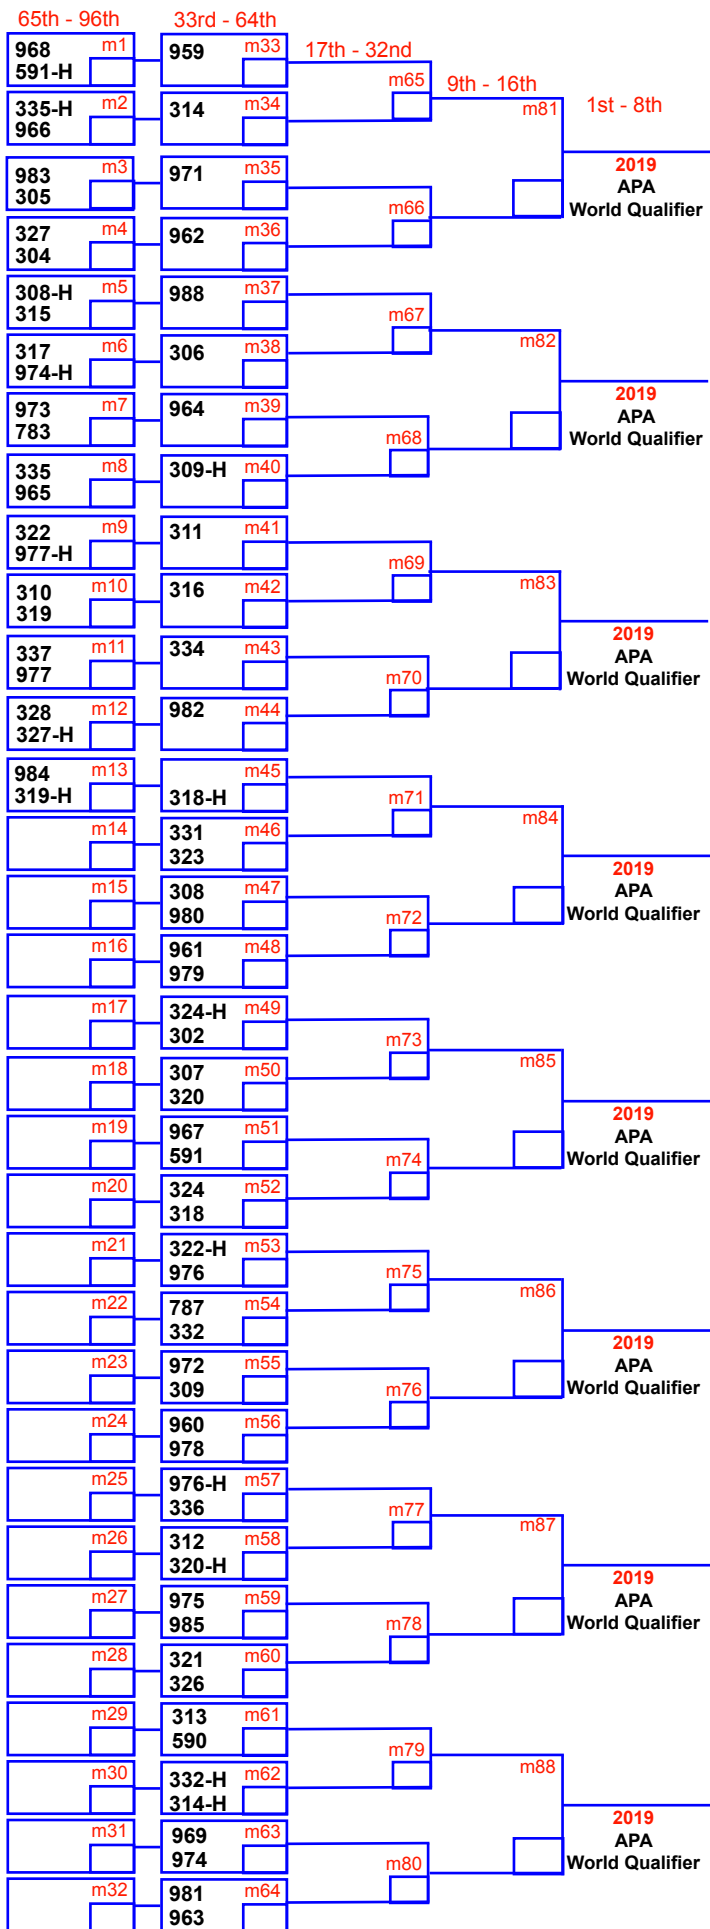 65th - 96th
33rd - 64th
17th - 32nd
9th - 16th
1st - 8th
968 m1
591-H
335-H m2
966
983 m3
305
327 m4
304
308-H m5
315
317 m6
974-H
973 m7
783
335 m8
965
322 m9
977-H
310 m10
319
337 m11
977
328 m12
327-H
984 m13
319-H
m14
m15
m16
m17
m18
m19
m20
m21
m22
m23
m24
m25
m26
m27
m28
m29
m30
m31
m32
959 m33
314 m34
971 m35
962 m36
988 m37
306 m38
964 m39
309-H m40
311 m41
316 m42
334 m43
982 m44
m45
318-H
331 m46
323
308 m47
980
961 m48
979
324-H m49
302
307 m50
320
967 m51
591
324 m52
318
322-H m53
976
787 m54
332
972 m55
309
960 m56
978
976-H m57
336
312 m58
320-H
975 m59
985
321 m60
326
313 m61
590
332-H m62
314-H
969 m63
974
981 m64
963
m65
m66
m67
m68
m69
m70
m71
m72
m73
m74
m75
m76
m77
m78
m79
m80
m81
m82
m83
m84
m85
m86
m87
m88
2019
APA
World Qualifier
2019
APA
World Qualifier
2019
APA
World Qualifier
2019
APA
World Qualifier
2019
APA
World Qualifier
2019
APA
World Qualifier
2019
APA
World Qualifier
2019
APA
World Qualifier